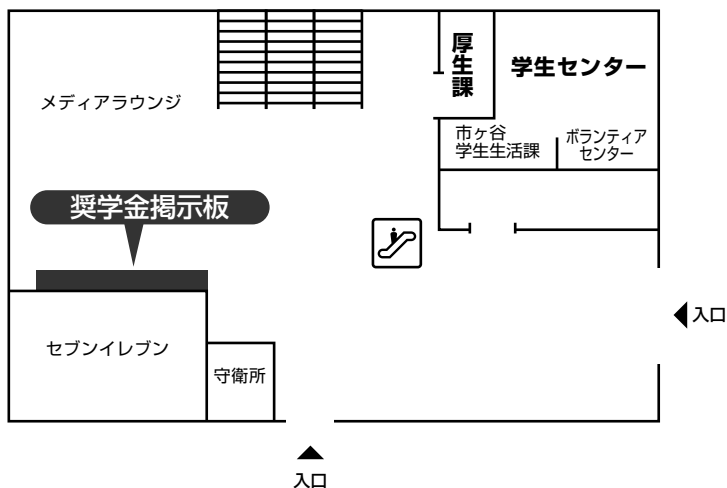 厚生課
学生センター
メディアラウンジ
市ヶ谷
学生生活課
ボランティア
センター
奨学金掲示板
入口
セブンイレブン
守衛所
入口